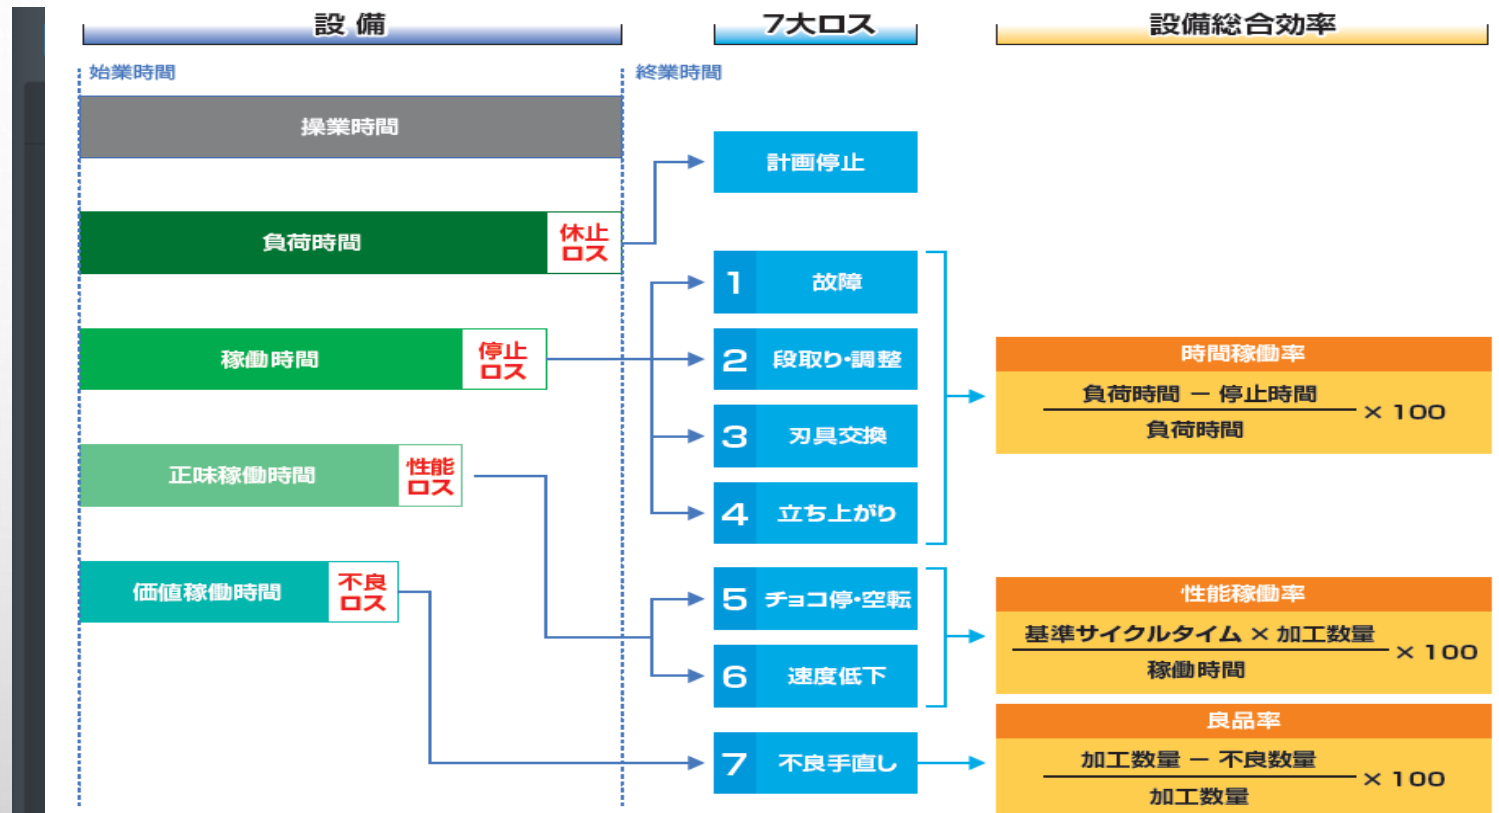 設 備
7大ロス
設備総合効率
始業時間
終業時間
操業時間
計画停止
負荷時間
休止
ロス
1 故障
稼働時間
停止
ロス
2 段取り・調整
3 刃具交換
4 立ち上がり
時間稼働率
負荷時間 − 停止時間
負荷時間
× 100
正味稼働時間
性能
ロス
価値稼働時間
不良
ロス
5 チョコ停・空転
6 速度低下
性能稼働率
基準サイクルタイム × 加工数量
稼働時間
× 100
7 不良手直し
良品率
加工数量 − 不良数量
加工数量
× 100